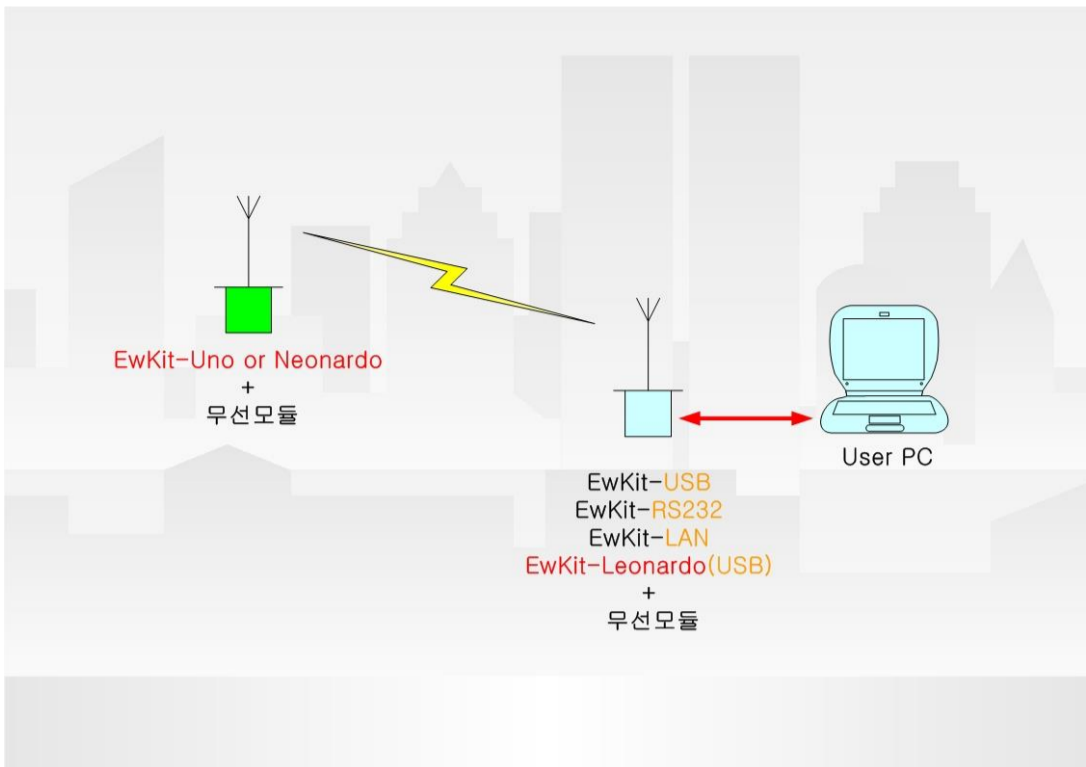 EwKit-Uno or Neonardo
+
무선모듈
User PC
EwKit-USB
EwKit-RS232
EwKit-LAN
EwKit-Leonardo(USB)
+
무선모듈